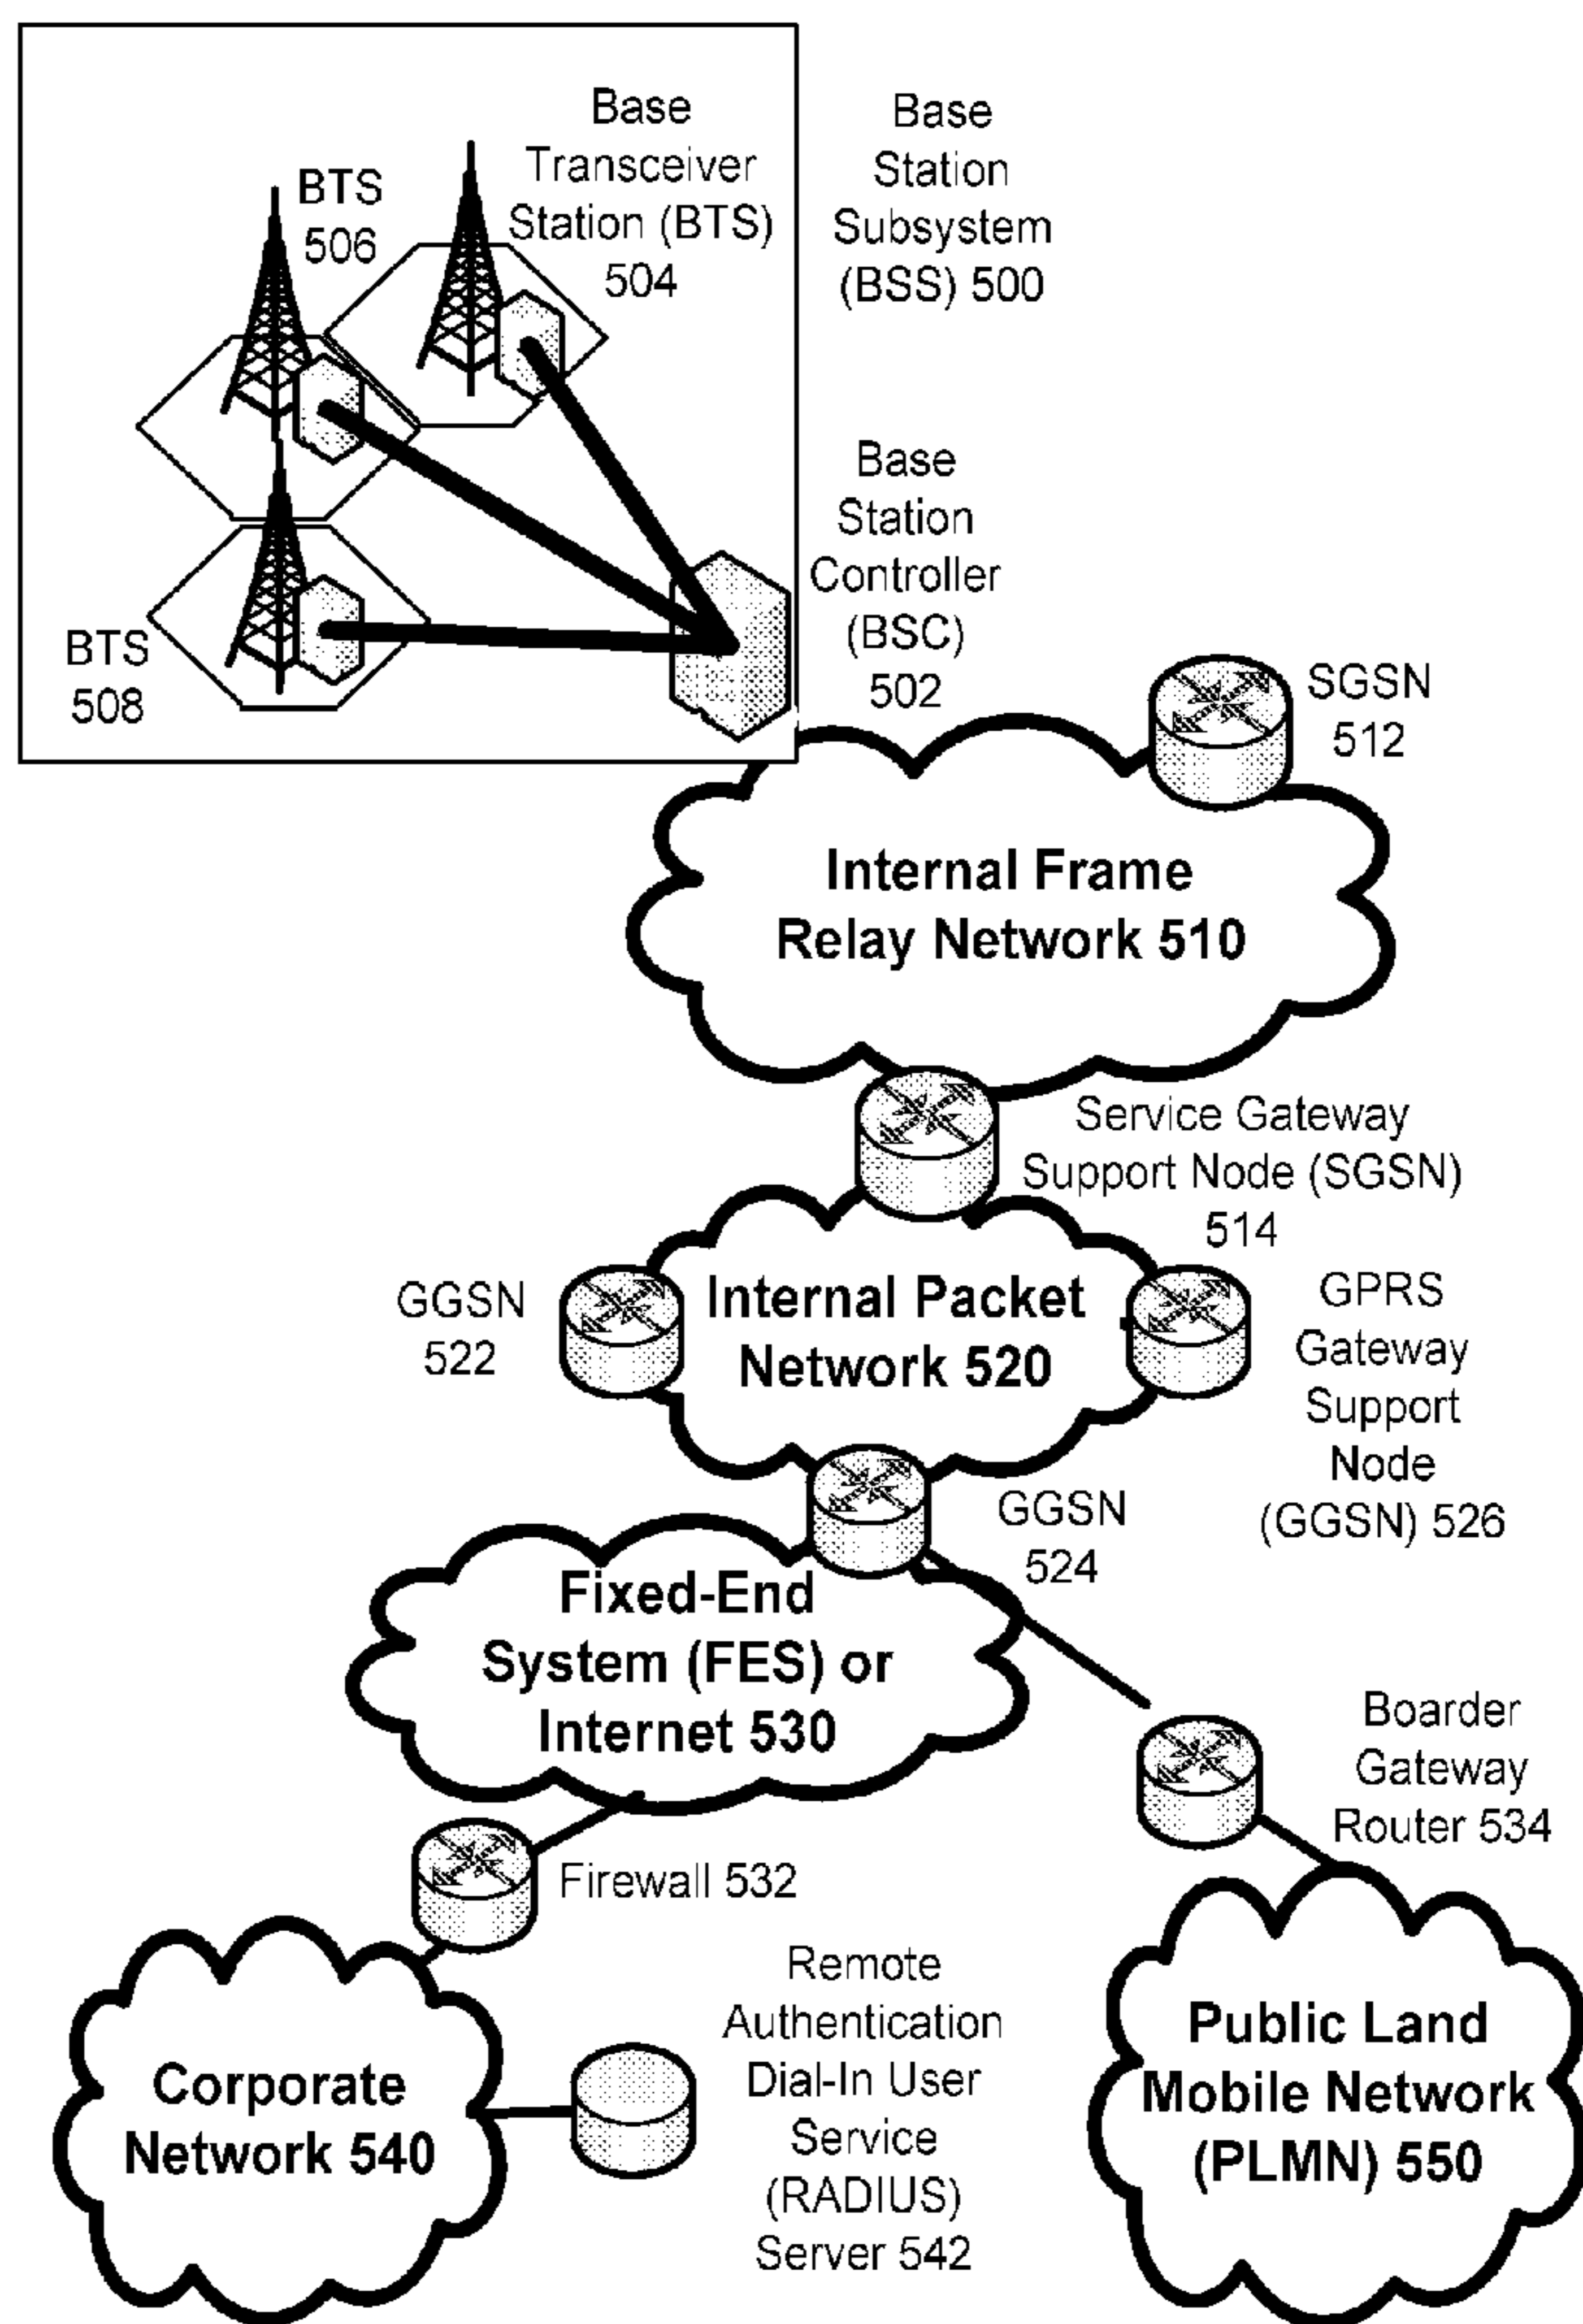 Base
Transceiver
Station (BTS)
504
BTS
506
BTS
508
Base
Station
Subsystem
(BSS) 500
Base
Station
Controller
(BSC)
502
SGSN
512
Internal Frame
Relay Network 510
Service Gateway
Support Node (SGSN)
514
GGSN
522
Internal Packet
Network 520
GPRS
Gateway
Support
Node
(GGSN) 526
GGSN
524
Fixed-End
System (FES) or
Internet 530
Boarder
Gateway
Router 534
Firewall 532
Remote
Authentication
Dial-In User
Service
(RADIUS)
Server 542
Corporate
Network 540
Public Land
Mobile Network
(PLMN) 550